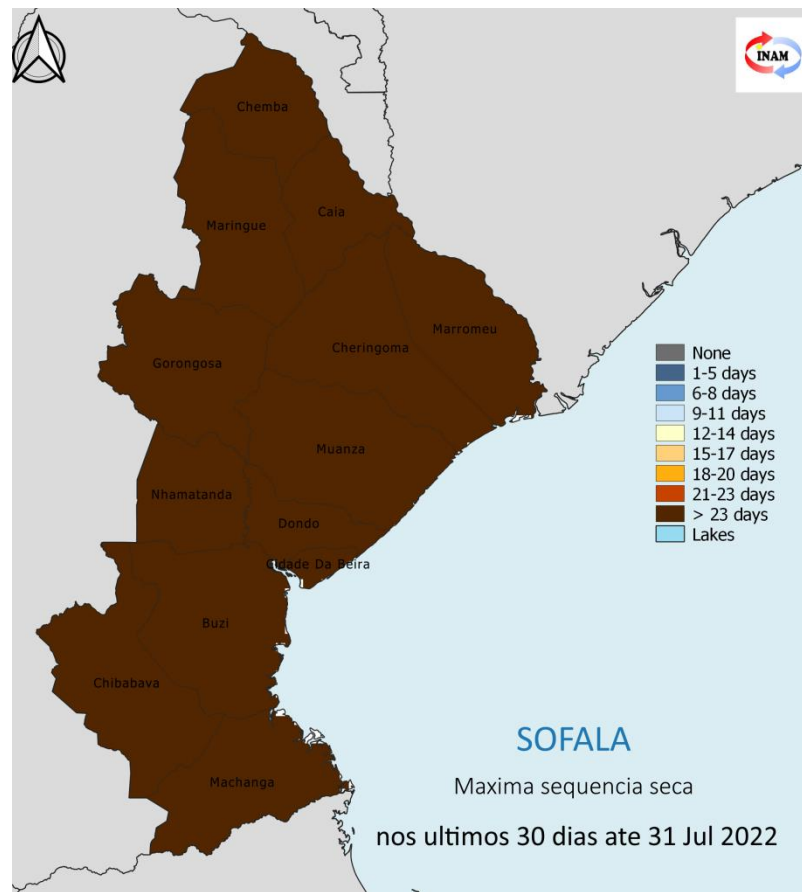 INAM
Chemba
Caia
Maringue
Marromeu
Cheringoma
Gorongosa
Muanza
Nhamatanda
Dondo
Cidade Da Beira
Buzi
Chibabava
Machanga
None
1-5 days
6-8 days
9-11 days
12-14 days
15-17 days
18-20 days
21-23 days
> 23 days
Lakes
SOFALA
Maxima sequencia seca
nos ultimos 30 dias ate 31 Jul 2022